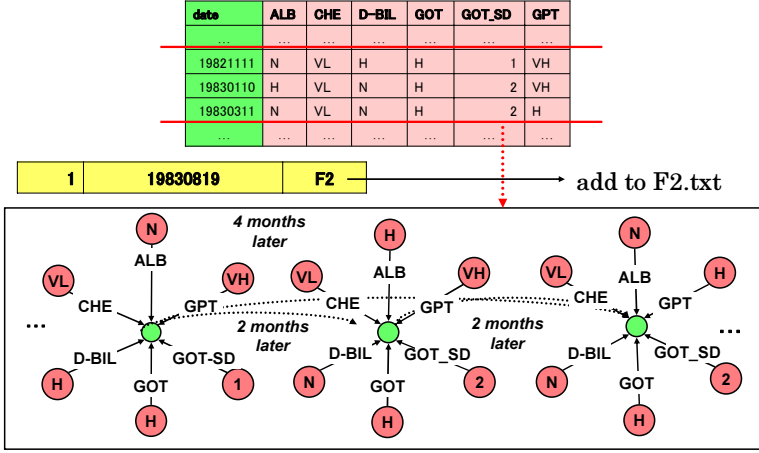 date ALB CHE D-BIL GOT GOT_SD GPT
... ... ... ... ... ... ...
19821111 N VL H H 1 VH
19830110 H VL N H 2 VH
19830311 N VL N H 2 H
... ... ... ... ... ... ...
1 19830819 F2 add to F2.txt
4 months later
N H N
ALB ALB ALB
VL VH VL VH VL H
CHE GPT CHE GPT CHE GPT
... 2 months later 2 months later ...
D-BIL GOT-SD D-BIL GOT_SD D-BIL GOT_SD
H 1 N 2 N 2
GOT GOT GOT
H H H